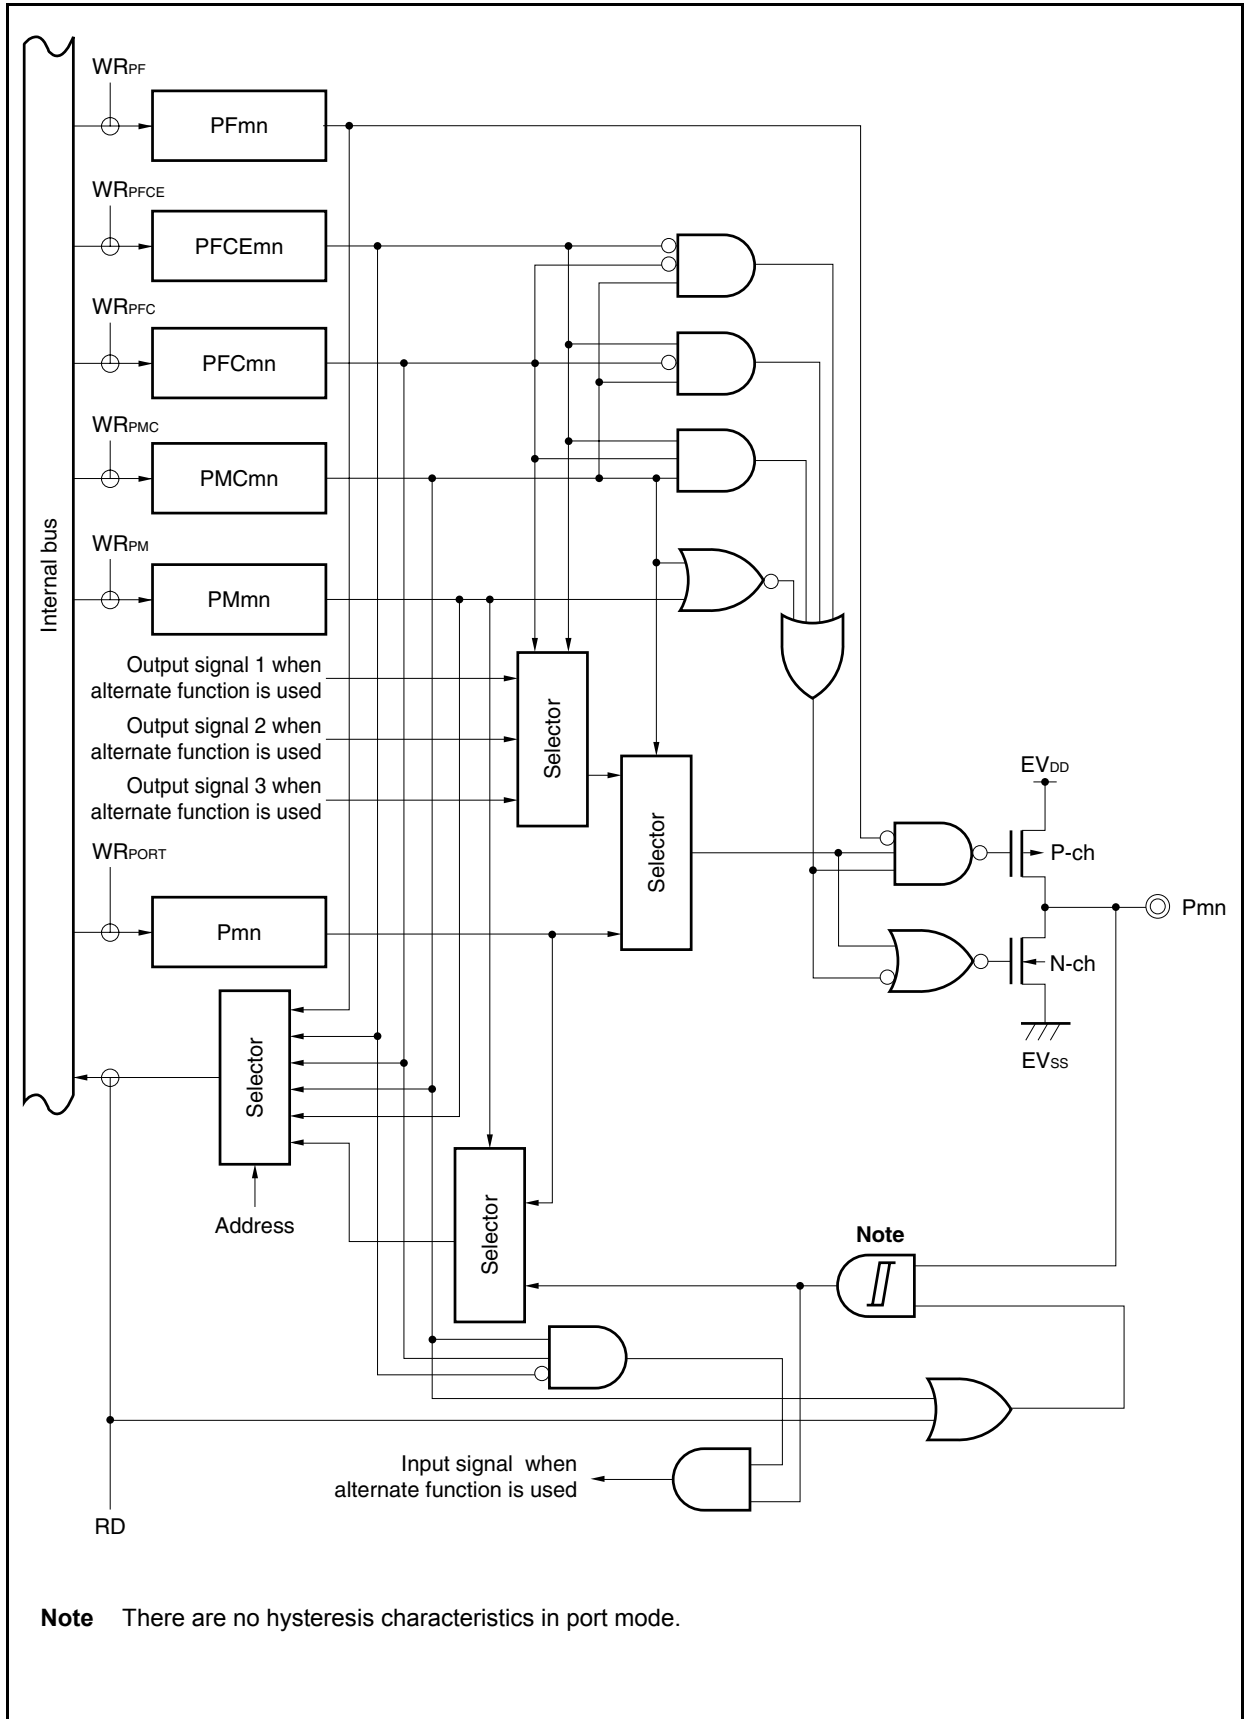 WRPF
PFmn
WRPFCE
PFCEmn
WRPFC
PFCmn
WRPMC
PMCmn
Internal bus
WRPM
PMmn
Output signal 1 when
alternate function is used
Output signal 2 when
alternate function is used
Output signal 3 when
alternate function is used
Selector
Selector
EVDD
P-ch
WRPORT
Pmn
Pmn
N-ch
EVSS
Selector
Address
Selector
Note
Input signal when
alternate function is used
RD
Note There are no hysteresis characteristics in port mode.